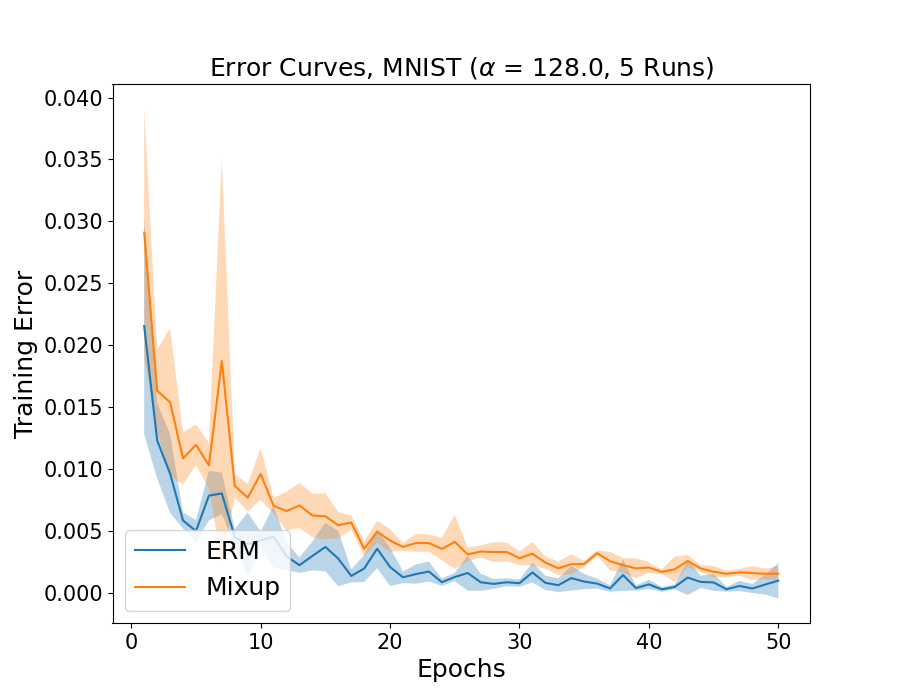 Error Curves, MNIST (α = 128.0, 5 Runs)
Training Error
0.040
0.035
0.030
0.025
0.020
0.015
0.010
0.005
0.000
ERM
Mixup
0 10 20 30 40 50
Epochs